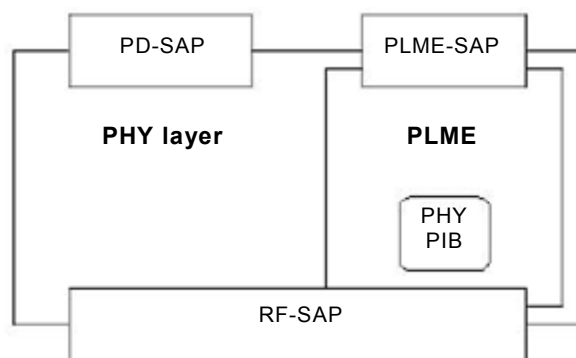 PD-SAP
PLME-SAP
PHY layer
PLME
PHY
PIB
RF-SAP